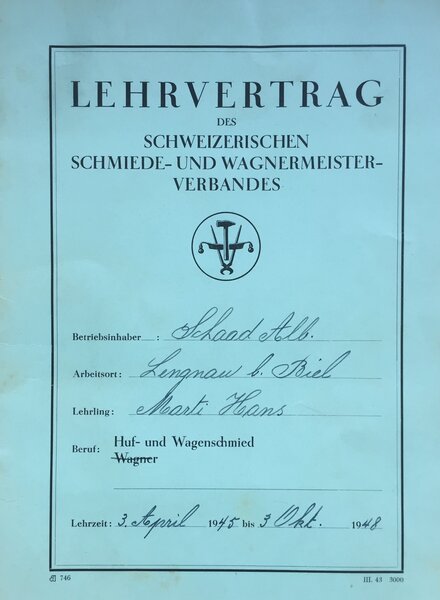 LEHRVERTRAG
DES
SCHWEIZERISCHEN
SCHMIEDE- UND WAGNERMEISTER-
VERBANDES
Betriebsinhaber : Schaad Alb.
Arbeitsort: Lengnau b. Biel
Lehrling: Marti Hans
Beruf: Huf- und Wagenschmied
Wagner
Lehrzeit: 3. April 1945 bis 3 Okt. 1948
746
III. 43 3000